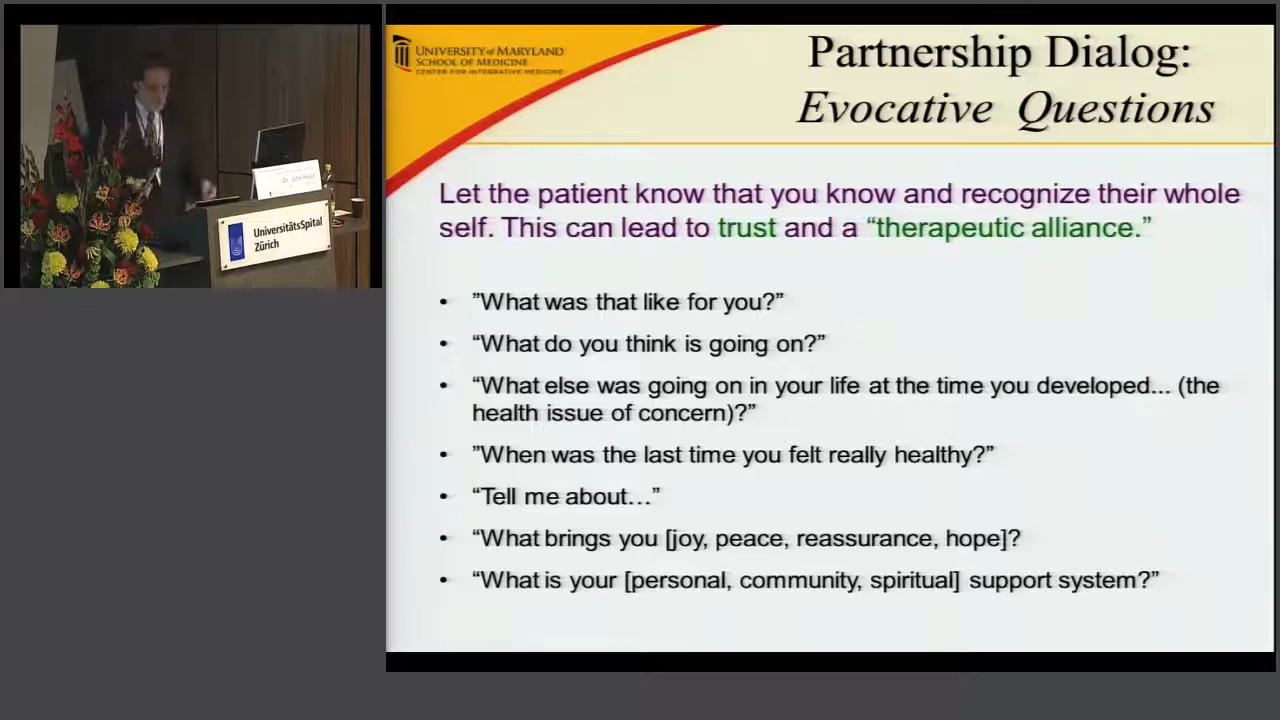 UNIVERSITY of MARYLAND
SCHOOL OF MEDICINE
CENTER FOR INTEGRATIVE MEDICINE
Partnership Dialog:
Evocative Questions
Let the patient know that you know and recognize their whole
self. This can lead to trust and a “therapeutic alliance.”
• ”What was that like for you?”
• “What do you think is going on?”
• “What else was going on in your life at the time you developed... (the
health issue of concern)?”
• ”When was the last time you felt really healthy?”
• “Tell me about…”
• “What brings you [joy, peace, reassurance, hope]?
• “What is your [personal, community, spiritual] support system?”
UniversitätsSpital
Zürich